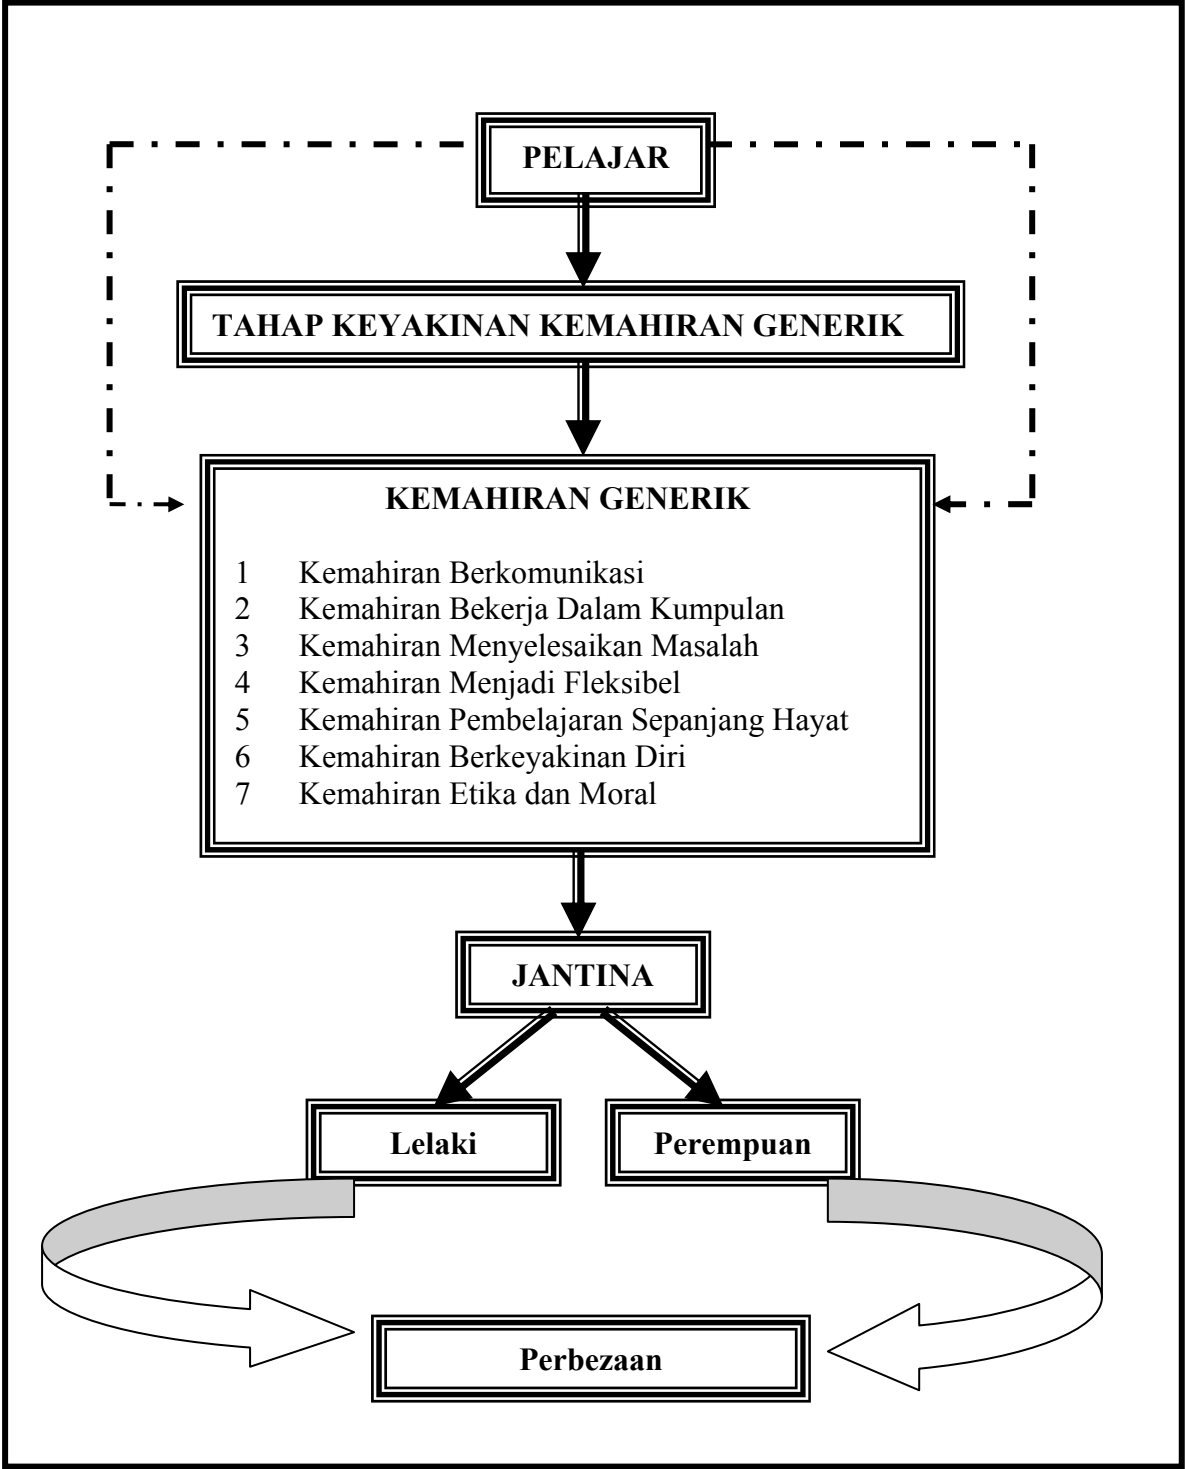 PELAJAR
TAHAP KEYAKINAN KEMAHIRAN GENERIK
KEMAHIRAN GENERIK
1 Kemahiran Berkomunikasi
2 Kemahiran Bekerja Dalam Kumpulan
3 Kemahiran Menyelesaikan Masalah
4 Kemahiran Menjadi Fleksibel
5 Kemahiran Pembelajaran Sepanjang Hayat
6 Kemahiran Berkeyakinan Diri
7 Kemahiran Etika dan Moral
JANTINA
Lelaki
Perempuan
Perbezaan